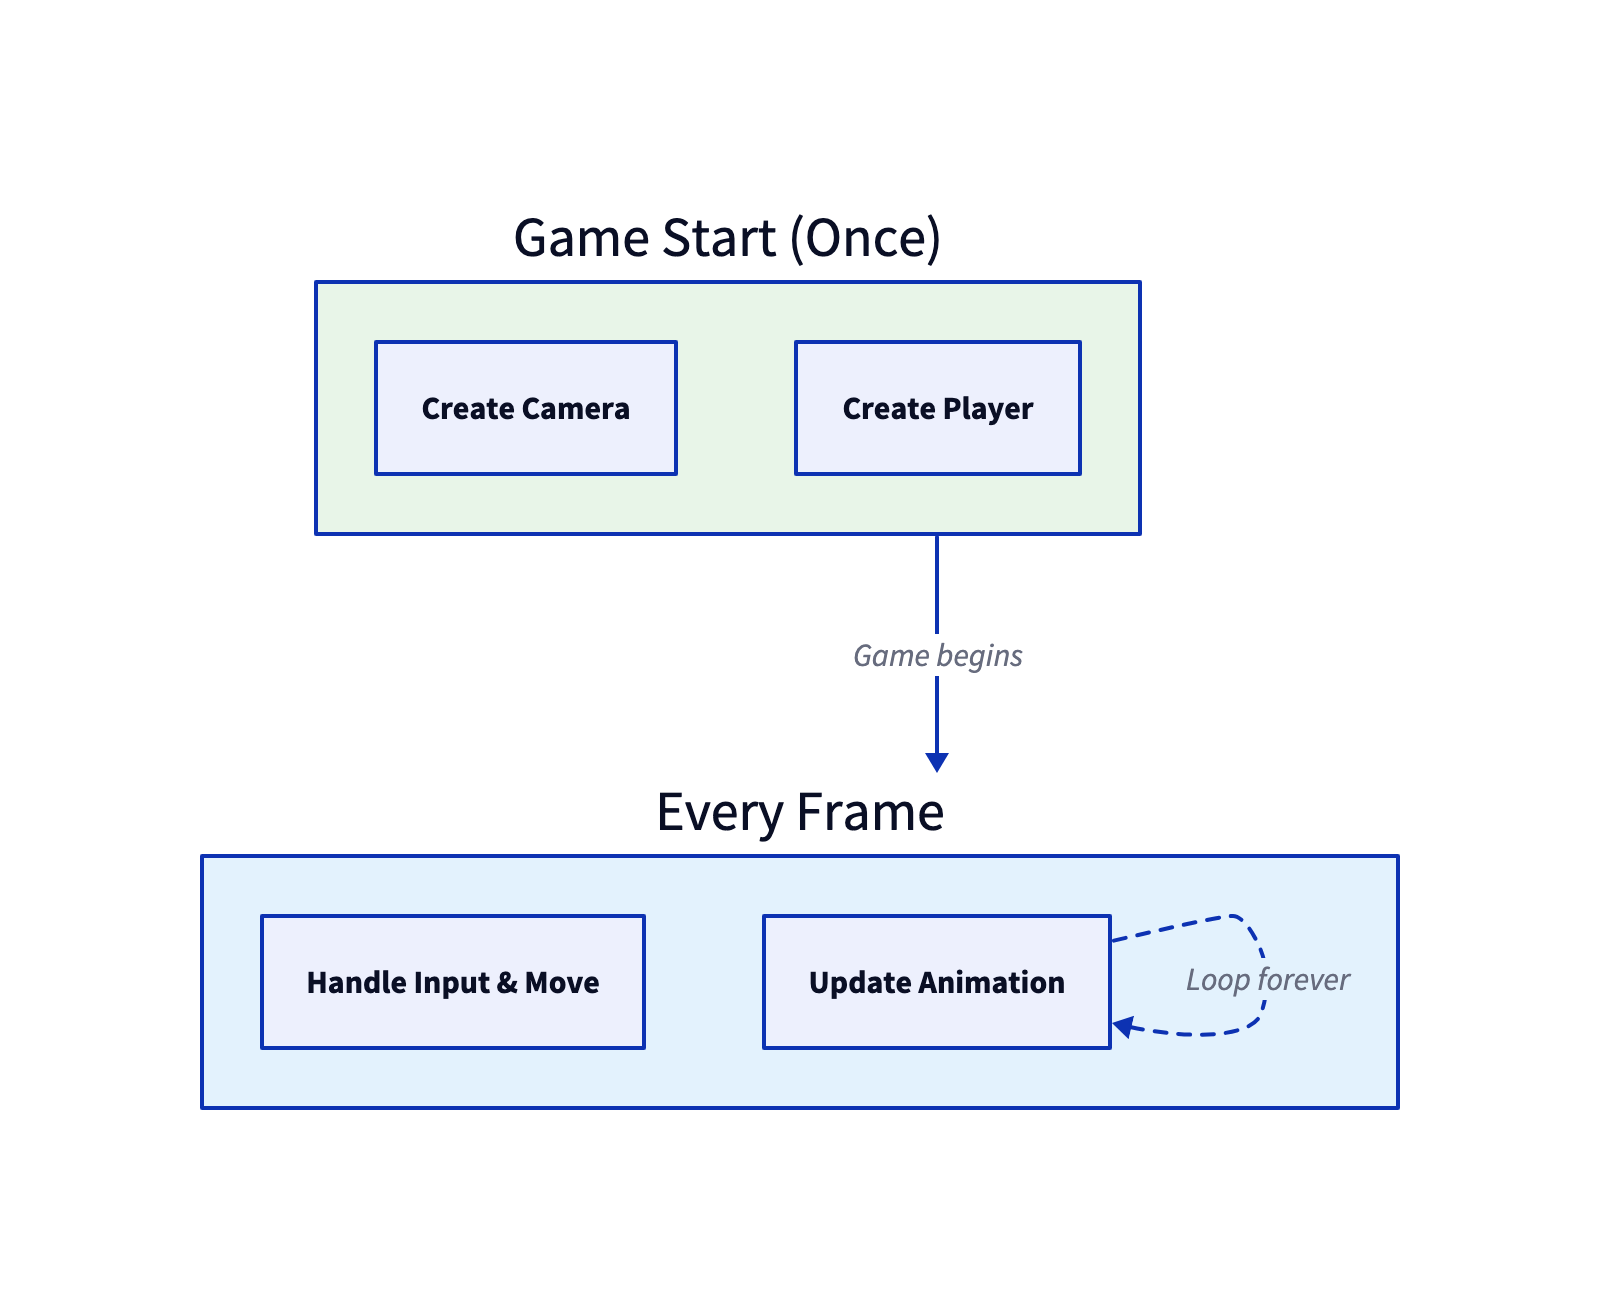 Game Start (Once)
Create Camera
Create Player
Game begins
Every Frame
Handle Input & Move
Update Animation
Loop forever